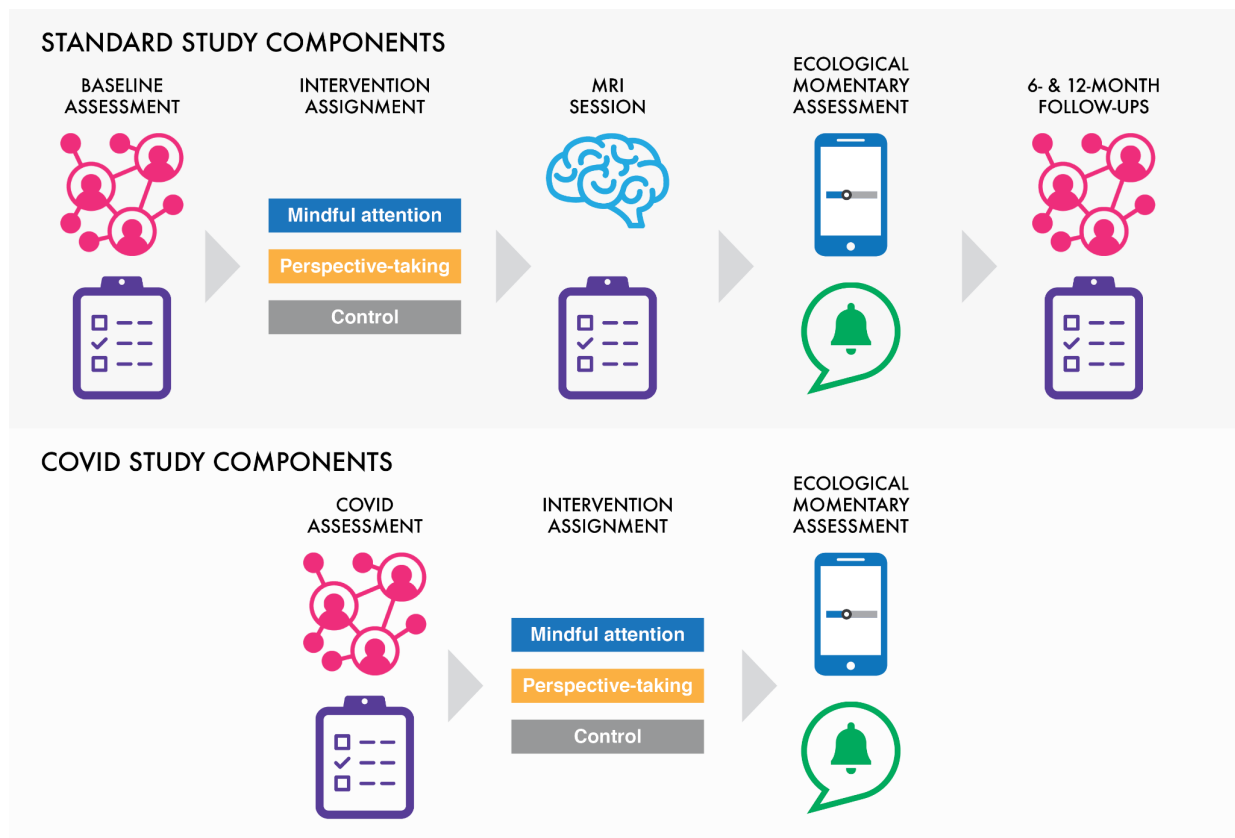 STANDARD STUDY COMPONENTS
BASELINE
ASSESSMENT
INTERVENTION
ASSIGNMENT
Mindful attention
Perspective-taking
Control
MRI
SESSION
ECOLOGICAL
MOMENTARY
ASSESSMENT
6- & 12-MONTH
FOLLOW-UPS
COVID STUDY COMPONENTS
COVID
ASSESSMENT
INTERVENTION
ASSIGNMENT
Mindful attention
Perspective-taking
Control
ECOLOGICAL
MOMENTARY
ASSESSMENT